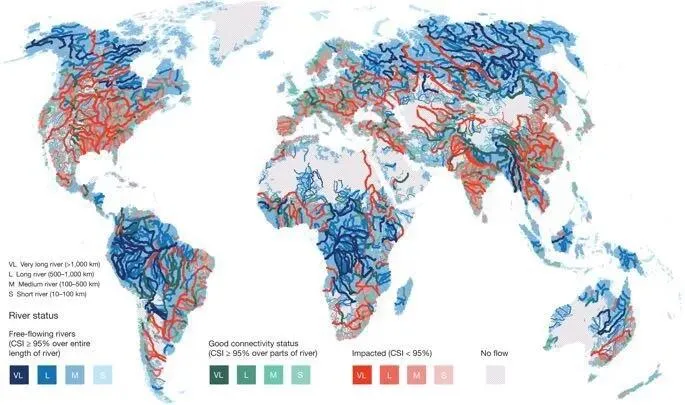 VL Very long river (>1,000 km)
L Long river (500–1,000 km)
M Medium river (100–500 km)
S Short river (10–100 km)
River status
Free-flowing rivers
(CSI ≥ 95% over entire
length of river)
VL L M S
Good connectivity status
(CSI ≥ 95% over parts of river)
VL L M S
Impacted (CSI < 95%)
VL L M S
No flow